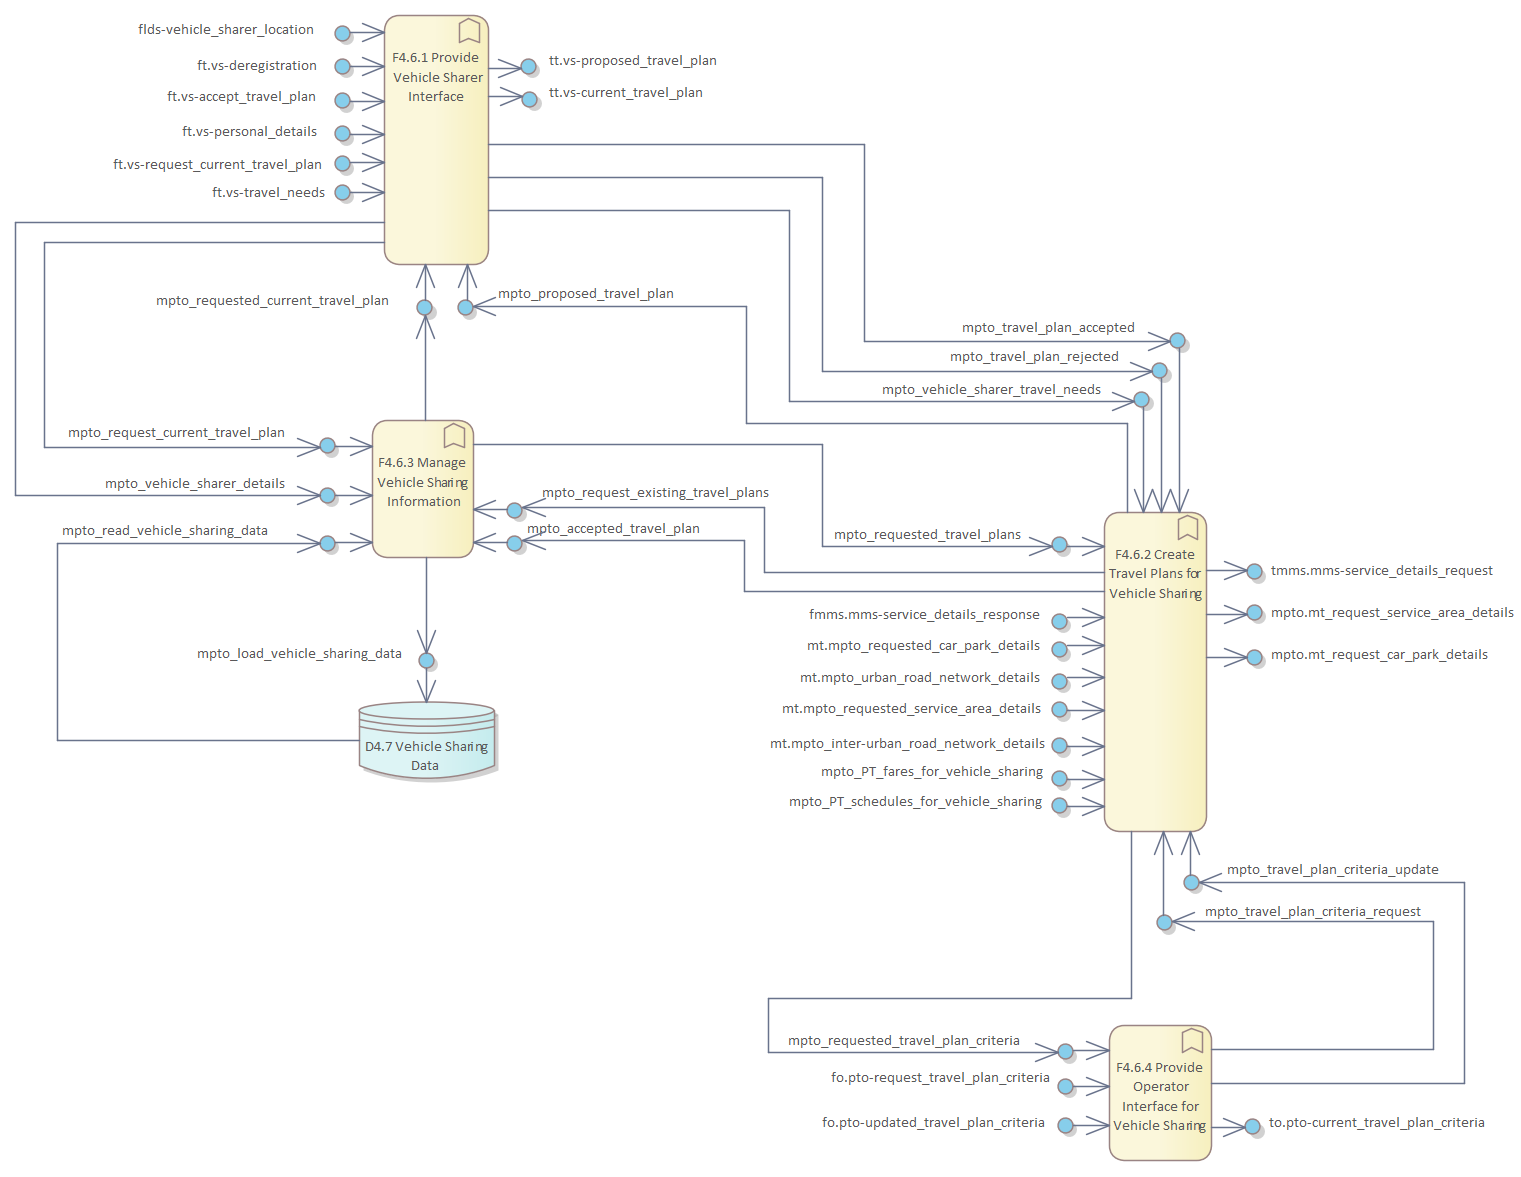 flds-vehicle_sharer_location
ft.vs-deregistration
ft.vs-accept_travel_plan
ft.vs-personal_details
ft.vs-request_current_travel_plan
ft.vs-travel_needs
F4.6.1 Provide
Vehicle Sharer
Interface
tt.vs-proposed_travel_plan
tt.vs-current_travel_plan
mpto_requested_current_travel_plan
mpto_proposed_travel_plan
mpto_travel_plan_accepted
mpto_travel_plan_rejected
mpto_vehicle_sharer_travel_needs
mpto_request_current_travel_plan
mpto_vehicle_sharer_details
mpto_read_vehicle_sharing_data
F4.6.3 Manage
Vehicle Sharing
Information
mpto_request_existing_travel_plans
mpto_accepted_travel_plan
mpto_requested_travel_plans
F4.6.2 Create
Travel Plans for
Vehicle Sharing
tmms.mms-service_details_request
mpto.mt_request_service_area_details
mpto.mt_request_car_park_details
fmms.mms-service_details_response
mt.mpto_requested_car_park_details
mt.mpto_urban_road_network_details
mt.mpto_requested_service_area_details
mt.mpto_inter-urban_road_network_details
mpto_PT_fares_for_vehicle_sharing
mpto_PT_schedules_for_vehicle_sharing
mpto_load_vehicle_sharing_data
D4.7 Vehicle Sharing
Data
mpto_travel_plan_criteria_update
mpto_travel_plan_criteria_request
mpto_requested_travel_plan_criteria
fo.pto-request_travel_plan_criteria
fo.pto-updated_travel_plan_criteria
F4.6.4 Provide
Operator
Interface for
Vehicle Sharing
to.pto-current_travel_plan_criteria